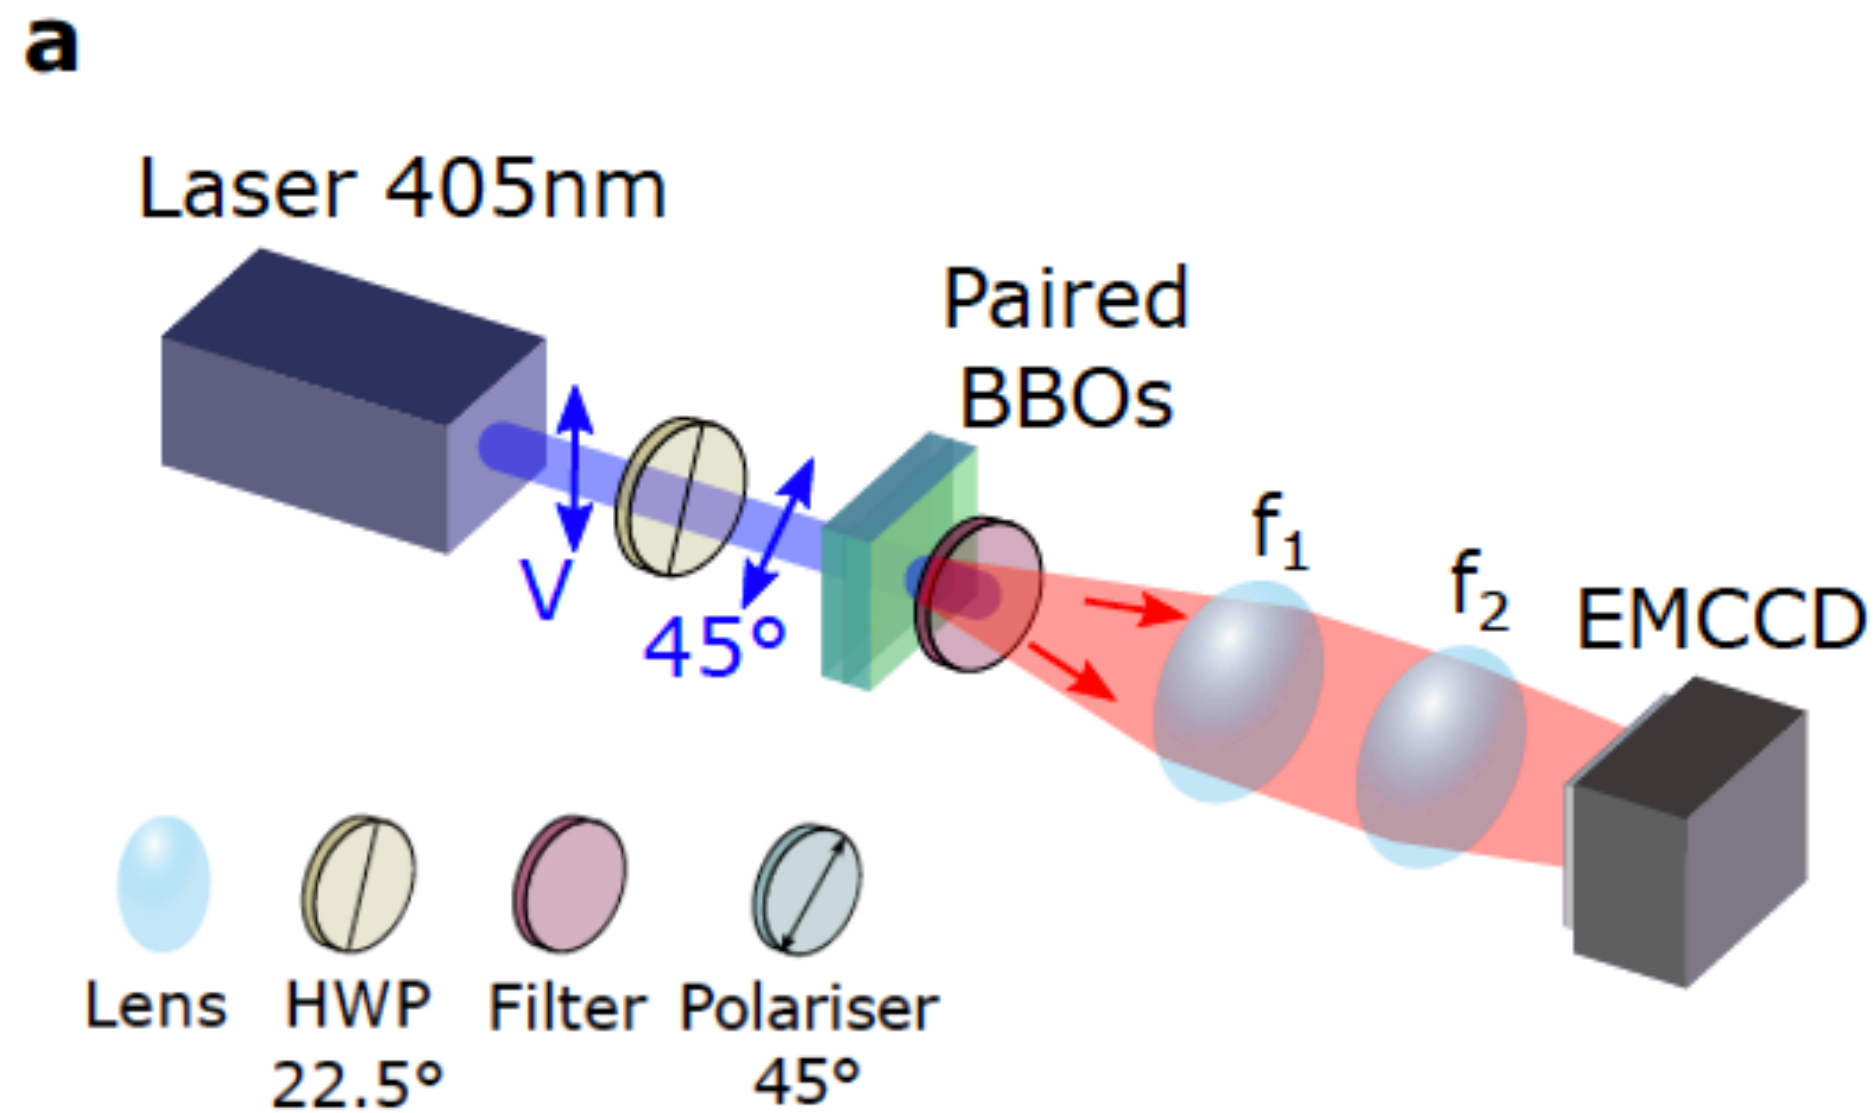 a
Laser 405nm
Paired
BBOs
V
45°
f₁
f₂
EMCCD
Lens
HWP
22.5°
Filter
Polariser
45°